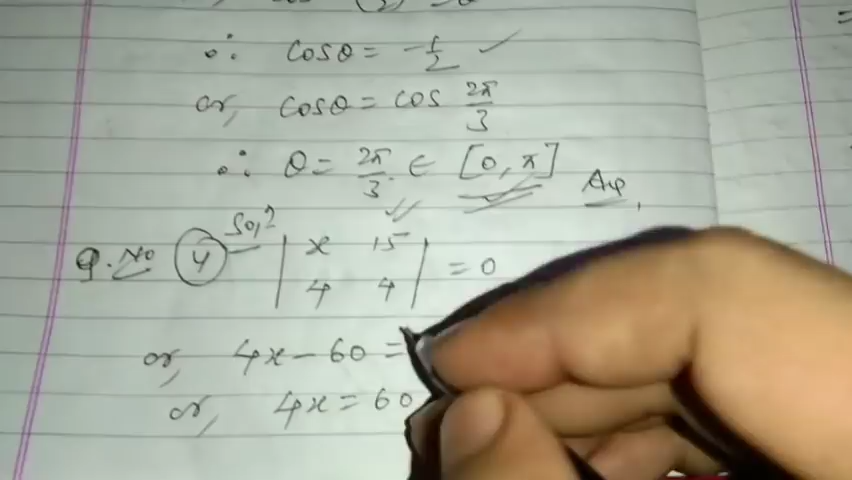 ∴ cosθ = -1/2 ✓
or, cosθ = cos 2π/3
∴ θ = 2π/3 ∈ [0, π] Ans,
Q. No 4 Sol?
| x 15 |
| 4 4 | = 0
or, 4x - 60 =
or, 4x = 60